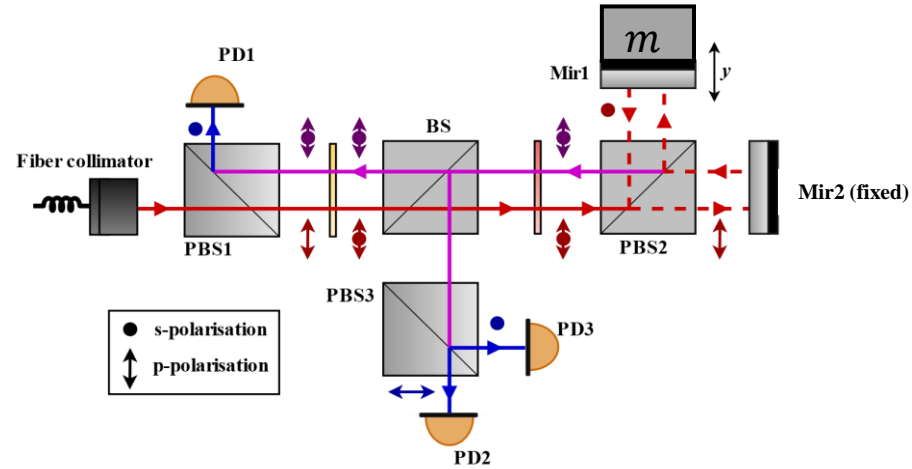 m
PD1
Mir1
y
BS
Fiber collimator
Mir2 (fixed)
PBS1
PBS2
PBS3
PD3
s-polarisation
p-polarisation
PD2